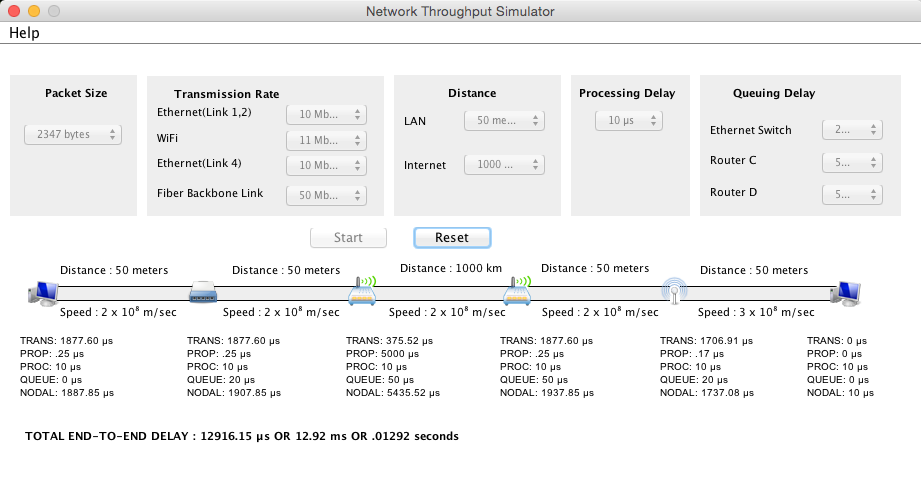 Network Throughput Simulator
Help
Packet Size
2347 bytes
Transmission Rate
Ethernet(Link 1,2) 10 Mb...
WiFi 11 Mb...
Ethernet(Link 4) 10 Mb...
Fiber Backbone Link 50 Mb...
Distance
LAN 50 me...
Internet 1000 ...
Processing Delay
10 µs
Queuing Delay
Ethernet Switch 2...
Router C 5...
Router D 5...
Start Reset
Distance : 50 meters Distance : 50 meters Distance : 1000 km Distance : 50 meters Distance : 50 meters
Speed : 2 x 10⁸ m/sec Speed : 2 x 10⁸ m/sec Speed : 2 x 10⁸ m/sec Speed : 2 x 10⁸ m/sec Speed : 3 x 10⁸ m/sec
TRANS: 1877.60 µs TRANS: 1877.60 µs TRANS: 375.52 µs TRANS: 1877.60 µs TRANS: 1706.91 µs TRANS: 0 µs
PROP: .25 µs PROP: .25 µs PROP: 5000 µs PROP: .25 µs PROP: .17 µs PROP: 0 µs
PROC: 10 µs PROC: 10 µs PROC: 10 µs PROC: 10 µs PROC: 10 µs PROC: 10 µs
QUEUE: 0 µs QUEUE: 20 µs QUEUE: 50 µs QUEUE: 50 µs QUEUE: 20 µs QUEUE: 0 µs
NODAL: 1887.85 µs NODAL: 1907.85 µs NODAL: 5435.52 µs NODAL: 1937.85 µs NODAL: 1737.08 µs NODAL: 10 µs
TOTAL END-TO-END DELAY : 12916.15 µs OR 12.92 ms OR .01292 seconds